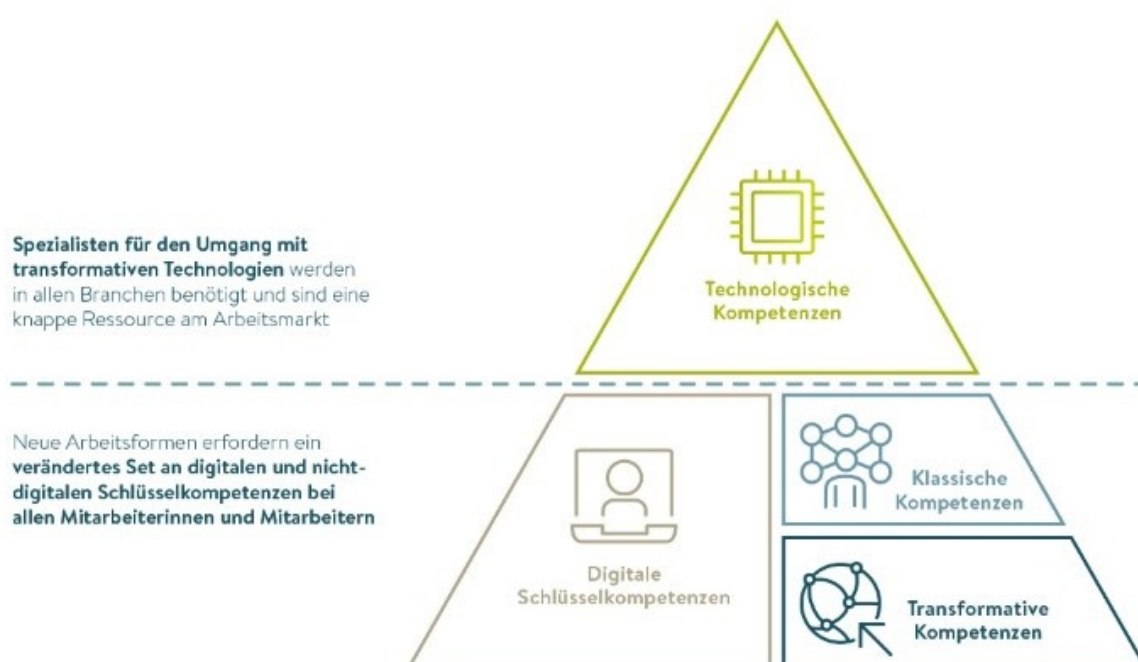 Spezialisten für den Umgang mit
transformativen Technologien werden
in allen Branchen benötigt und sind eine
knappe Ressource am Arbeitsmarkt
Technologische
Kompetenzen
Neue Arbeitsformen erfordern ein
verändertes Set an digitalen und nicht-
digitalen Schlüsselkompetenzen bei
allen Mitarbeiterinnen und Mitarbeitern
Digitale
Schlüsselkompetenzen
Klassische
Kompetenzen
Transformative
Kompetenzen